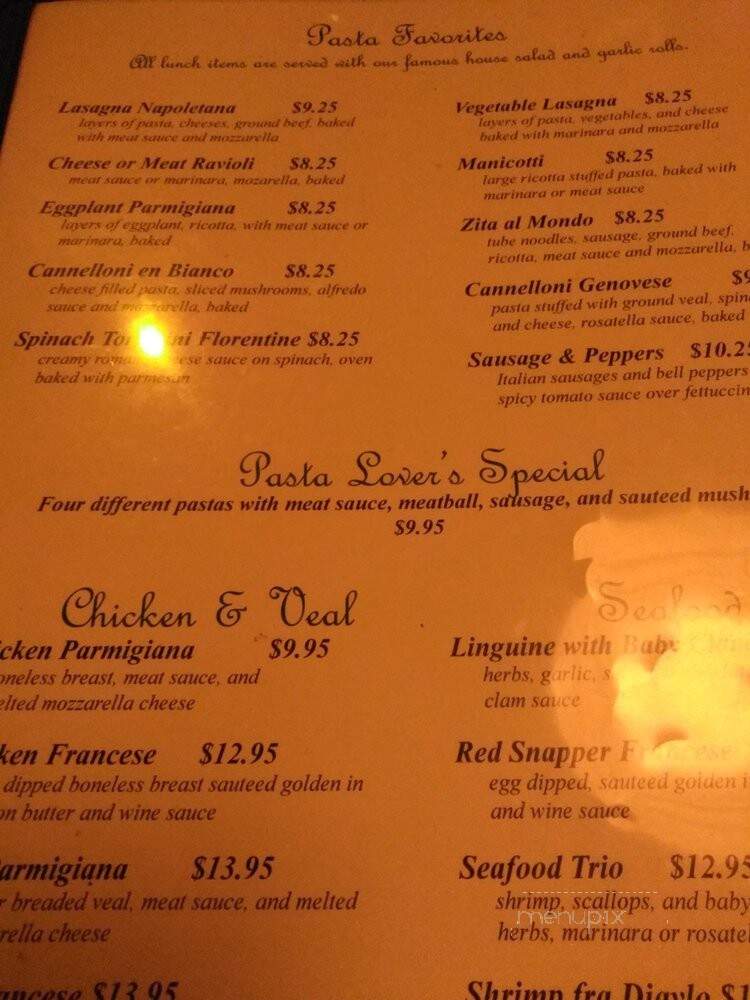 Pasta Favorites
All lunch items are served with our famous house salad and garlic rolls.
Lasagna Napoletana $9.25
layers of pasta, cheeses, ground beef, baked
with meat sauce and mozzarella
Cheese or Meat Ravioli $8.25
meat sauce or marinara, mozarella, baked
Eggplant Parmigiana $8.25
layers of eggplant, ricotta, with meat sauce or
marinara, baked
Cannelloni en Bianco $8.25
cheese filled pasta, sliced mushrooms, alfredo
sauce and mozzarella, baked
Spinach Florentine $8.25
creamy cheese sauce on spinach, oven
baked with parmesan
Vegetable Lasagna $8.25
layers of pasta, vegetables, and cheese
baked with marinara and mozzarella
Manicotti $8.25
large ricotta stuffed pasta, baked with
marinara or meat sauce
Zita al Mondo $8.25
tube noodles, sausage, ground beef,
ricotta, meat sauce and mozzarella,
Cannelloni Genovese
pasta stuffed with ground veal,
and cheese, rosatella sauce, baked
Sausage & Peppers $10.25
Italian sausages and bell peppers
spicy tomato sauce over
Pasta Lover's Special
Four different pastas with meat sauce, meatball, sausage, and sauteed
$9.95
Chicken & Veal
Parmigiana $9.95
boneless breast, meat sauce, and
melted mozzarella cheese
Francese $12.95
dipped boneless breast sauteed golden in
butter and wine sauce
Parmigiana $13.95
breaded veal, meat sauce, and melted
cheese
$13.95
Seafood
Linguine with Baby
herbs, garlic,
clam sauce
Red Snapper
egg dipped, sauteed golden
and wine sauce
Seafood Trio $12.95
shrimp, scallops, and baby
herbs, marinara or
Shrimp fra Diavlo
menupix